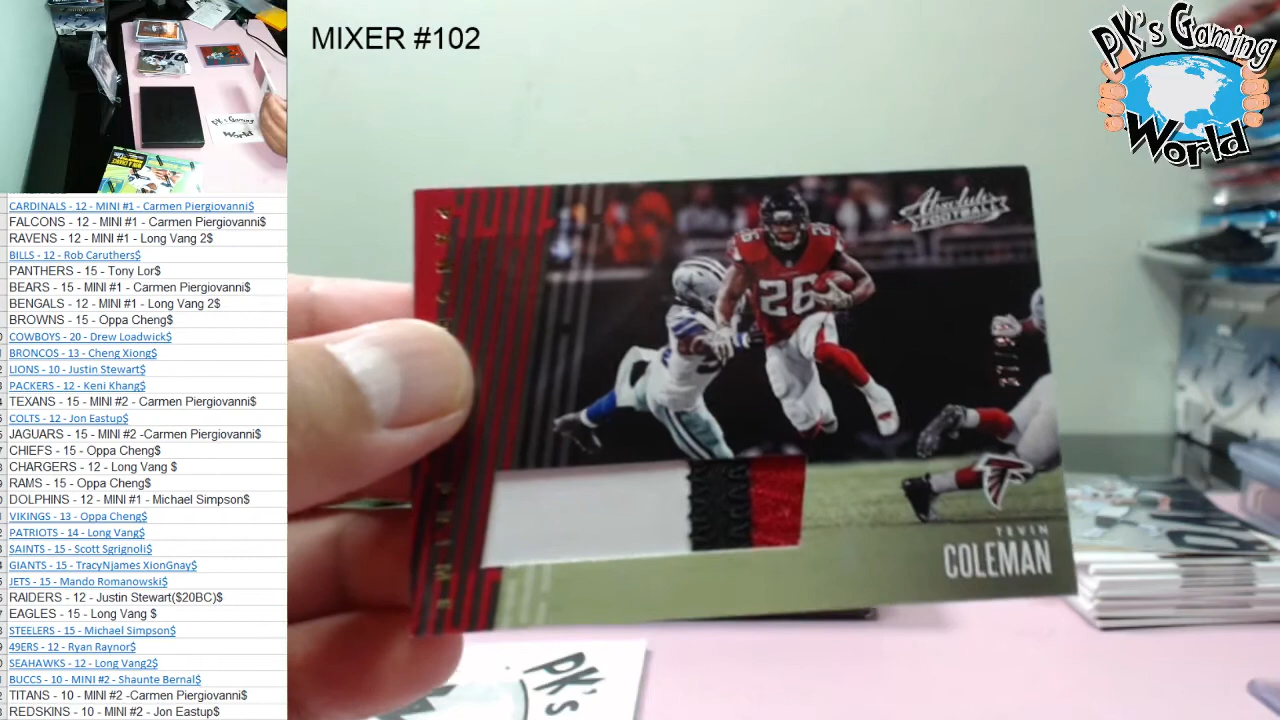 MIXER #102
PK's Gaming
World
CARDINALS - 12 - MINI #1 - Carmen Piergiovanni$
FALCONS - 12 - MINI #1 - Carmen Piergiovanni$
RAVENS - 12 - MINI #1 - Long Vang 2$
BILLS - 12 - Rob Caruthers$
PANTHERS - 15 - Tony Lor$
BEARS - 15 - MINI #1 - Carmen Piergiovanni$
BENGALS - 12 - MINI #1 - Long Vang 2$
BROWNS - 15 - Oppa Cheng$
COWBOYS - 20 - Drew Loadwick$
BRONCOS - 13 - Cheng Xiong$
LIONS - 10 - Justin Stewart$
PACKERS - 12 - Keni Khang$
TEXANS - 15 - MINI #2 - Carmen Piergiovanni$
COLTS - 12 - Jon Eastup$
JAGUARS - 15 - MINI #2 -Carmen Piergiovanni$
CHIEFS - 15 - Oppa Cheng$
CHARGERS - 12 - Long Vang $
RAMS - 15 - Oppa Cheng$
DOLPHINS - 12 - MINI #1 - Michael Simpson$
VIKINGS - 13 - Oppa Cheng$
PATRIOTS - 14 - Long Vang$
SAINTS - 15 - Scott Sgrignoli$
GIANTS - 15 - TracyNjames XionGnay$
JETS - 15 - Mando Romanowski$
RAIDERS - 12 - Justin Stewart($20BC)$
EAGLES - 15 - Long Vang $
STEELERS - 15 - Michael Simpson$
49ERS - 12 - Ryan Raynor$
SEAHAWKS - 12 - Long Vang2$
BUCCS - 10 - MINI #2 - Shaunte Bernal$
TITANS - 10 - MINI #2 -Carmen Piergiovanni$
REDSKINS - 10 - MINI #2 - Jon Eastup$
Absolute
FOOTBALL
26
TEVIN
COLEMAN
PK's